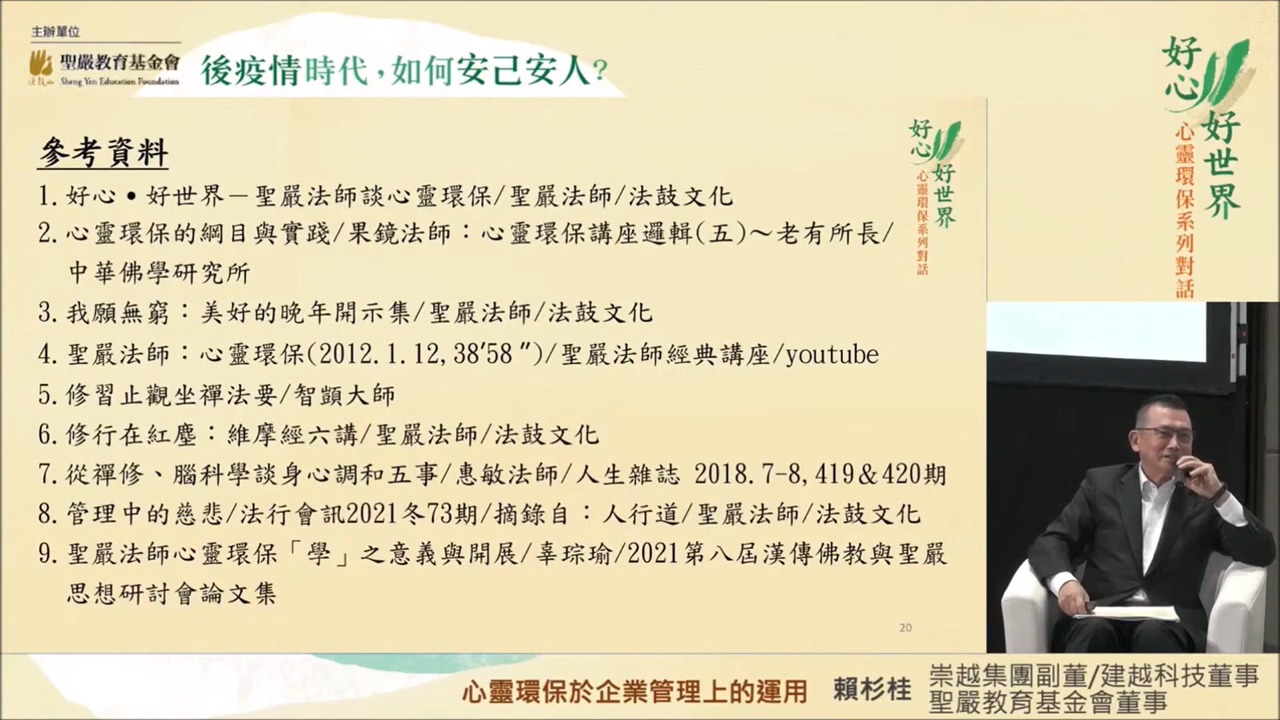 主辦單位
聖嚴教育基金會
Sheng Yen Education Foundation
法鼓山
後疫情時代，如何安己安人？
好心
好世界
心靈環保系列對話
參考資料
1. 好心•好世界－聖嚴法師談心靈環保/聖嚴法師/法鼓文化
2. 心靈環保的綱目與實踐/果鏡法師：心靈環保講座邏輯(五)～老有所長/
中華佛學研究所
3. 我願無窮：美好的晚年開示集/聖嚴法師/法鼓文化
4. 聖嚴法師：心靈環保(2012.1.12,38′58″)/聖嚴法師經典講座/youtube
5. 修習止觀坐禪法要/智顗大師
6. 修行在紅塵：維摩經六講/聖嚴法師/法鼓文化
7. 從禪修、腦科學談身心調和五事/惠敏法師/人生雜誌 2018.7-8,419＆420期
8. 管理中的慈悲/法行會訊2021冬73期/摘錄自：人行道/聖嚴法師/法鼓文化
9. 聖嚴法師心靈環保「學」之意義與開展/辜琮瑜/2021第八屆漢傳佛教與聖嚴
思想研討會論文集
20
好心
好世界
心靈環保系列對話
心靈環保於企業管理上的運用
賴杉桂
崇越集團副董/建越科技董事
聖嚴教育基金會董事